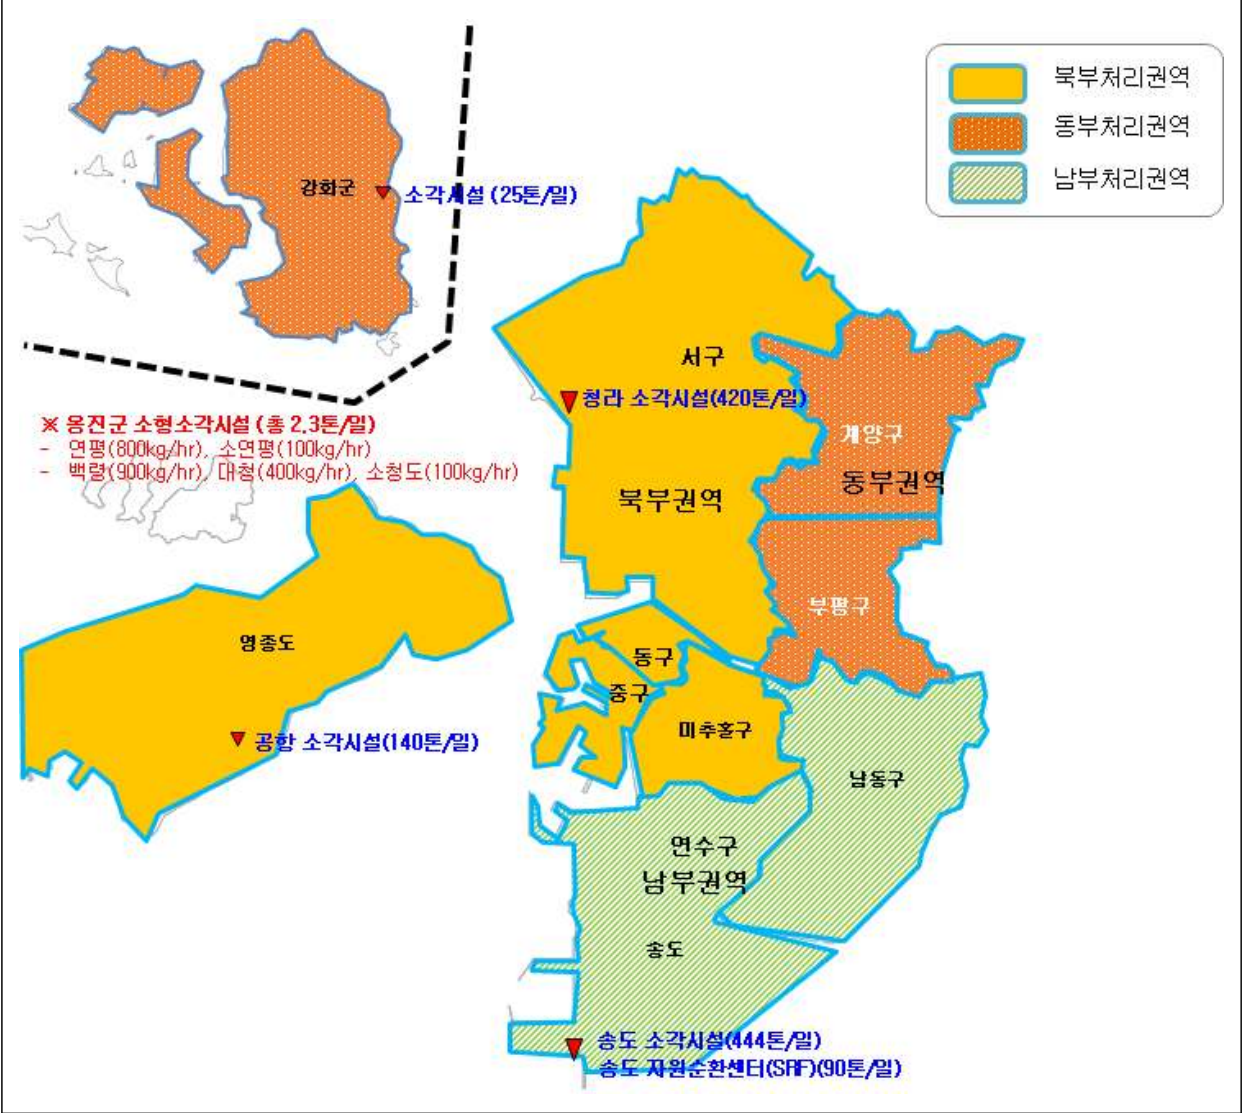 북부처리권역
동부처리권역
남부처리권역
강화군
소각시설 (25톤/일)
서구
청라 소각시설(420톤/일)
※ 옹진군 소형소각시설 (총 2.3톤/일)
- 연평(800kg/hr), 소연평(100kg/hr)
- 백령(900kg/hr), 대청(400kg/hr), 소청도(100kg/hr)
계양구
동부권역
북부권역
부평구
영종도
동구
중구
미추홀구
공항 소각시설(140톤/일)
남동구
연수구
남부권역
송도
송도 소각시설(444톤/일)
송도 자원순환센터(SRF)(90톤/일)